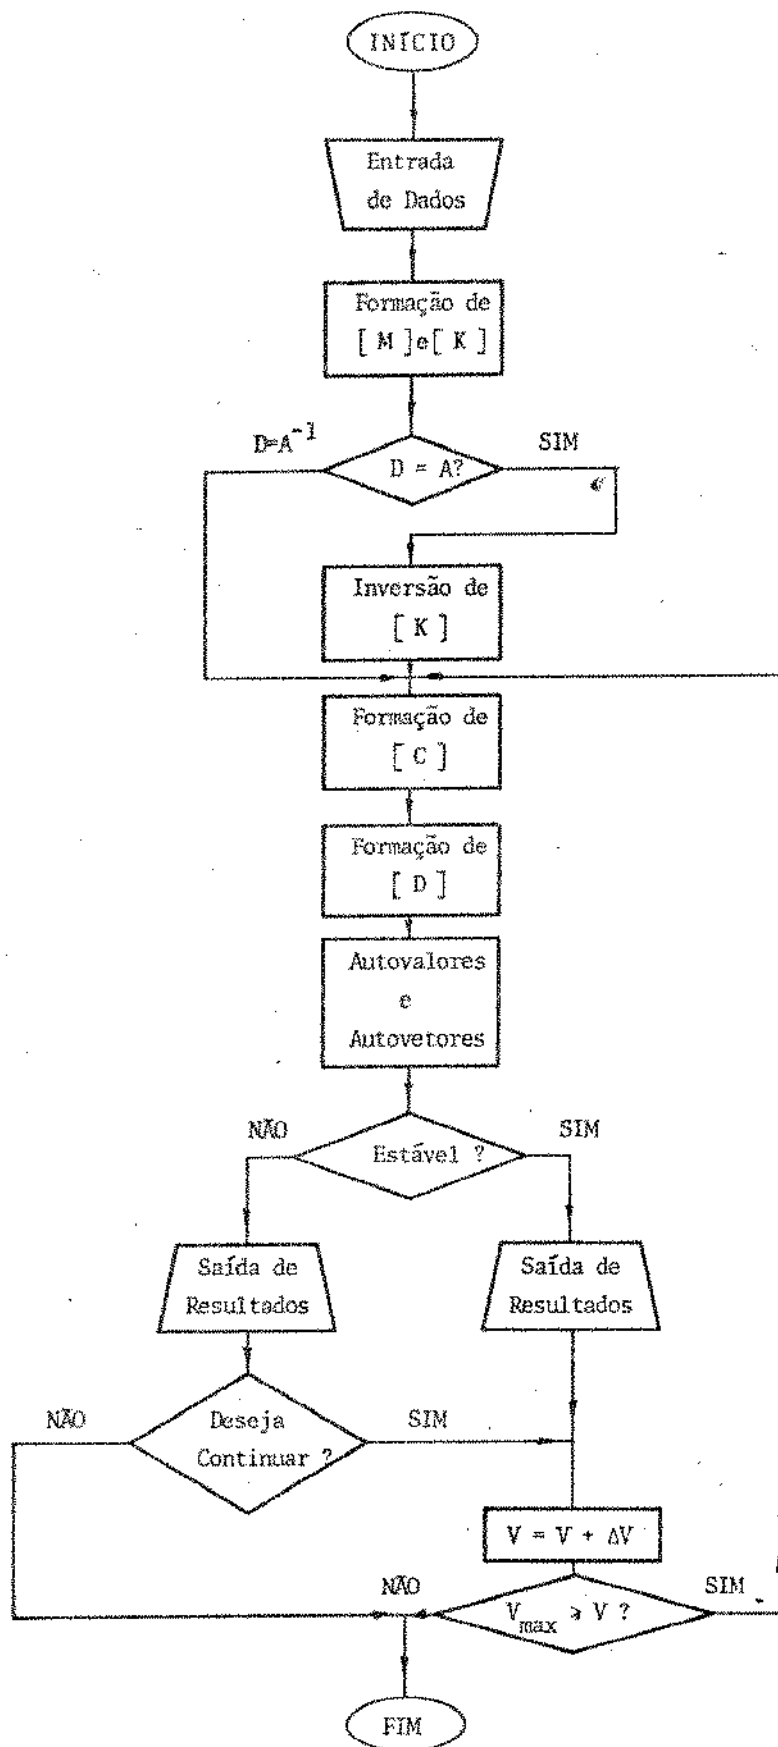 INÍCIO
Entrada
de Dados
Formação de
[ M ]e[ K ]
D=A⁻¹
D = A?
SIM
Inversão de
[ K ]
Formação de
[ C ]
Formação de
[ D ]
Autovalores
e
Autovetores
NÃO
Estável ?
SIM
Saída de
Resultados
Saída de
Resultados
NÃO
Deseja
Continuar ?
SIM
V = V + ΔV
NÃO
Vmax ⩾ V ?
SIM
FIM